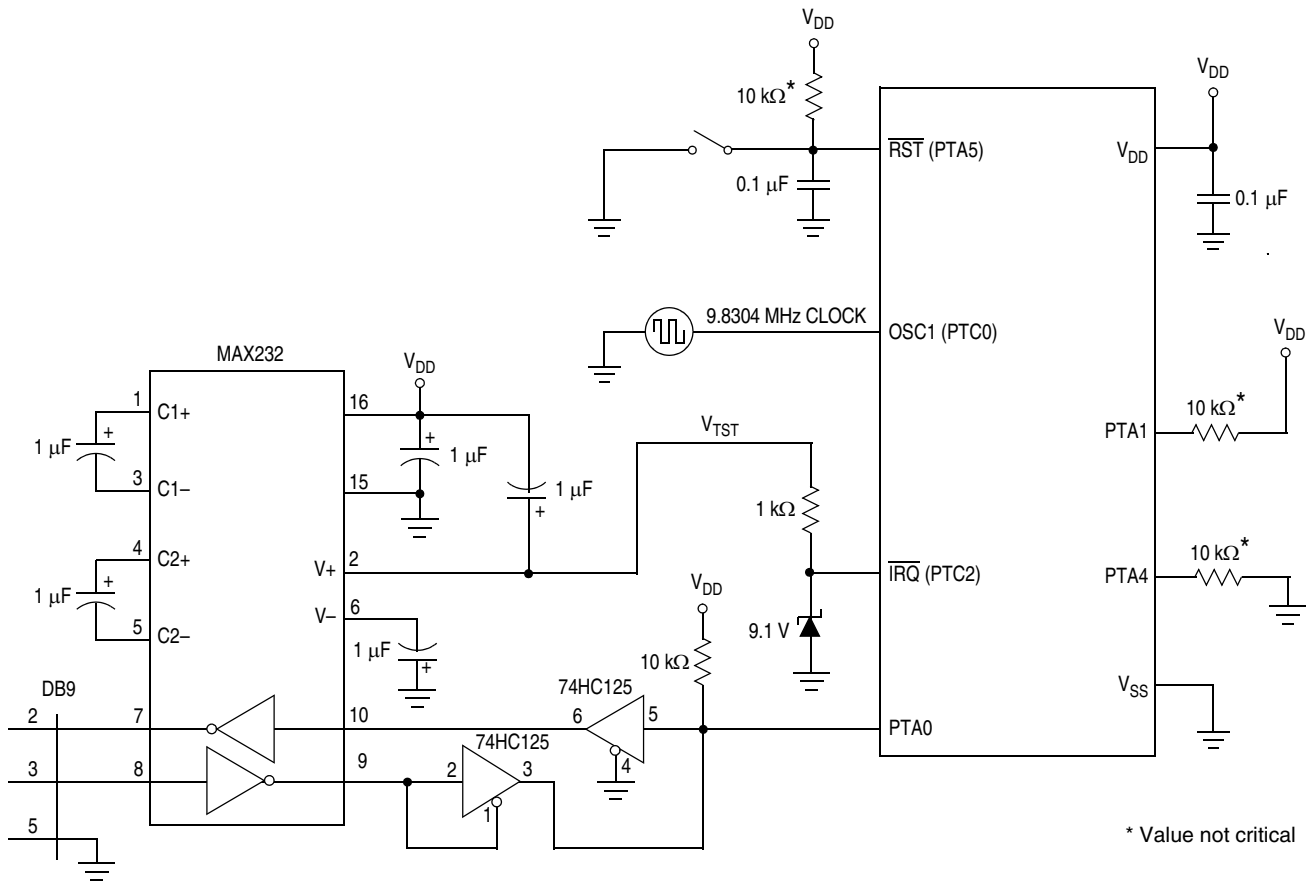 VDD
10 kΩ*
RST (PTA5)
0.1 µF
VDD
VDD
0.1 µF
9.8304 MHz CLOCK
OSC1 (PTC0)
VDD
10 kΩ*
PTA1
MAX232
VDD
1
C1+
16
1 µF
+
+
1 µF
VTST
3
C1–
15
1 µF
+
1 kΩ
4
C2+
V+
2
IRQ (PTC2)
10 kΩ*
PTA4
1 µF
+
V–
6
VDD
9.1 V
5
C2–
1 µF
+
10 kΩ
DB9
74HC125
VSS
2
7
10
6
5
PTA0
4
74HC125
3
8
9
2
3
1
5
* Value not critical